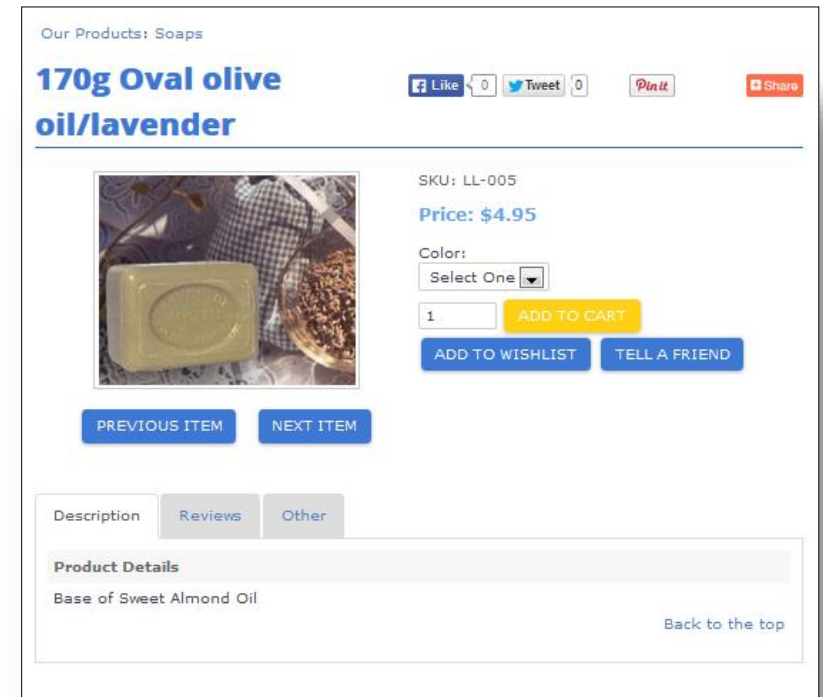 Our Products: Soaps
170g Oval olive
oil/lavender
Like 0 Tweet 0 Pin it Share
SKU: LL-005
Price: $4.95
Color:
Select One
1 ADD TO CART
ADD TO WISHLIST TELL A FRIEND
PREVIOUS ITEM NEXT ITEM
Description Reviews Other
Product Details
Base of Sweet Almond Oil
Back to the top